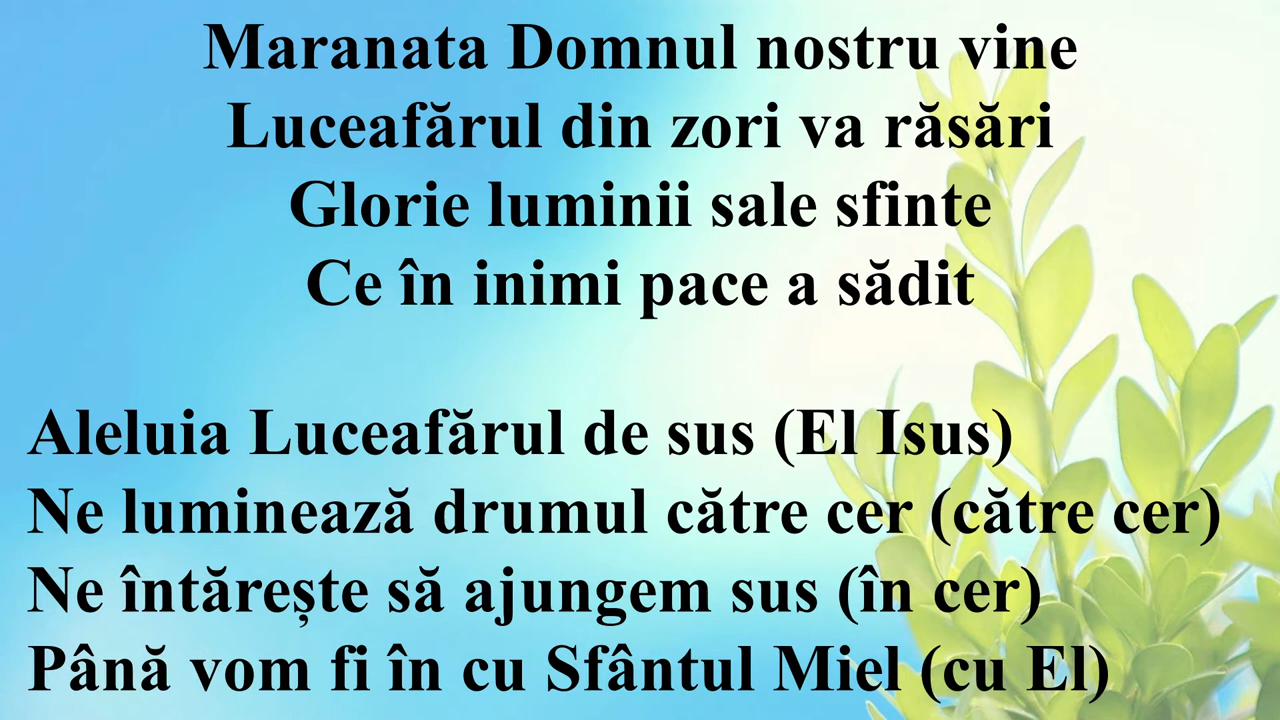 Maranata Domnul nostru vine
Luceafărul din zori va răsări
Glorie luminii sale sfinte
Ce în inimi pace a sădit
Aleluia Luceafărul de sus (El Isus)
Ne luminează drumul către cer (către cer)
Ne întărește să ajungem sus (în cer)
Până vom fi în cu Sfântul Miel (cu El)